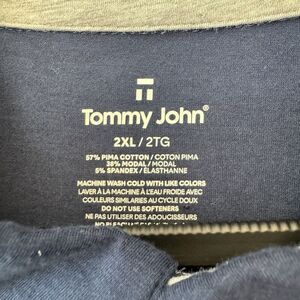 Tommy John®
2XL / 2TG
57% PIMA COTTON / COTON PIMA
38% MODAL / MODAL
5% SPANDEX / ÉLASTHANNE
MACHINE WASH COLD WITH LIKE COLORS
LAVER À LA MACHINE À L'EAU FROIDE AVEC
COULEURS SIMILAIRES AU CYCLE DOUX
DO NOT USE SOFTENERS
NE PAS UTILISER DES ADOUCISSEURS
NO BLEACH